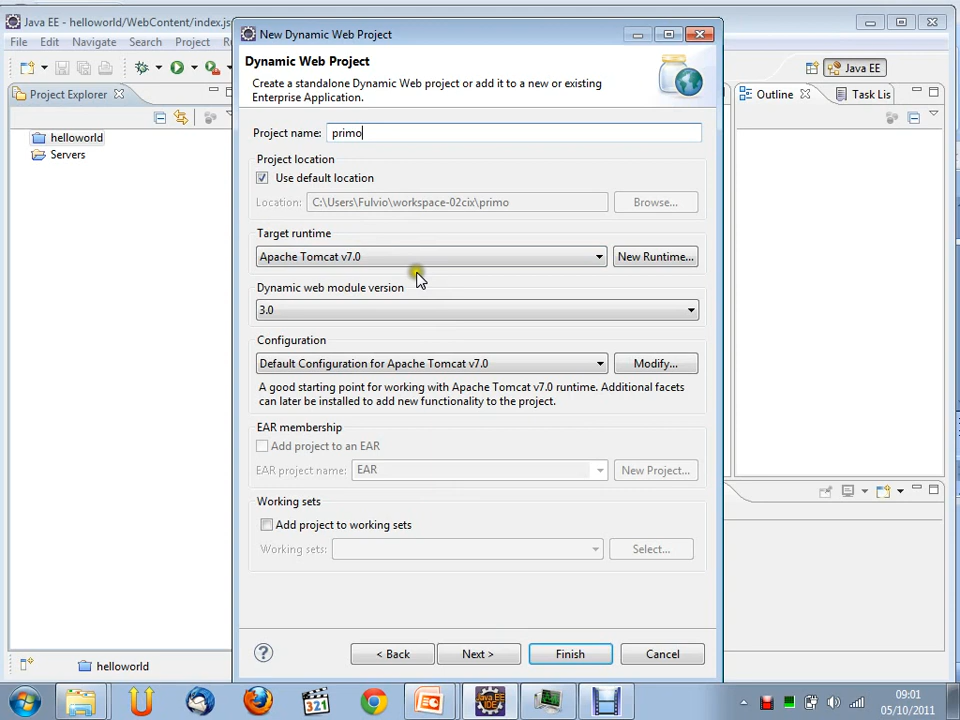 Java EE - helloworld/WebContent/index.js
New Dynamic Web Project
File Edit Navigate Search Project R
Dynamic Web Project
Create a standalone Dynamic Web project or add it to a new or existing
Enterprise Application.
Java EE
Project Explorer
Outline
Task Lis
helloworld
Servers
Project name: primo
Project location
Use default location
Location: C:\Users\Fulvio\workspace-02cix\primo
Browse...
Target runtime
Apache Tomcat v7.0
New Runtime...
Dynamic web module version
3.0
Configuration
Default Configuration for Apache Tomcat v7.0
Modify...
A good starting point for working with Apache Tomcat v7.0 runtime. Additional facets
can later be installed to add new functionality to the project.
EAR membership
Add project to an EAR
EAR project name: EAR
New Project...
Working sets
Add project to working sets
Working sets:
Select...
< Back
Next >
Finish
Cancel
helloworld
321
Java EE
IDE
09:01
05/10/2011